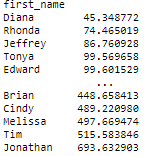 first_name
Diana 45.348772
Rhonda 74.465019
Jeffrey 86.760928
Tonya 99.569658
Edward 99.601529
...
Brian 448.658413
Cindy 489.220980
Melissa 497.669474
Tim 515.583846
Jonathan 693.632903